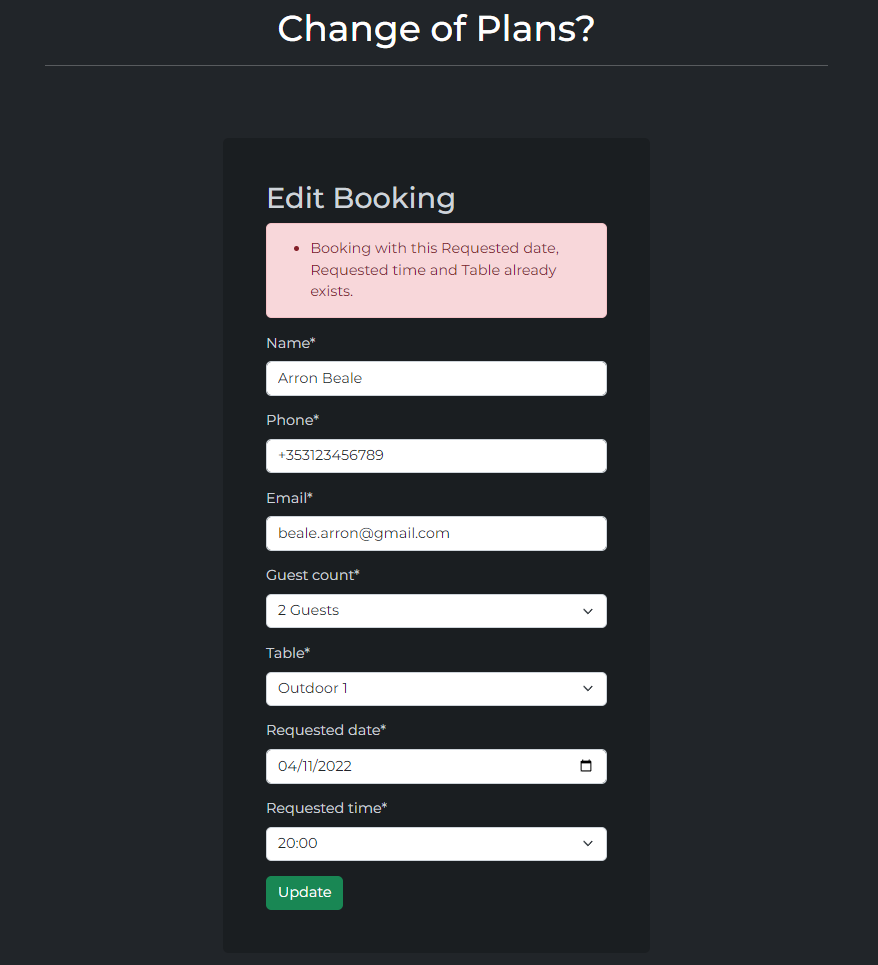 Change of Plans?
Edit Booking
• Booking with this Requested date,
Requested time and Table already
exists.
Name*
Arron Beale
Phone*
+353123456789
Email*
beale.arron@gmail.com
Guest count*
2 Guests
Table*
Outdoor 1
Requested date*
04/11/2022
Requested time*
20:00
Update